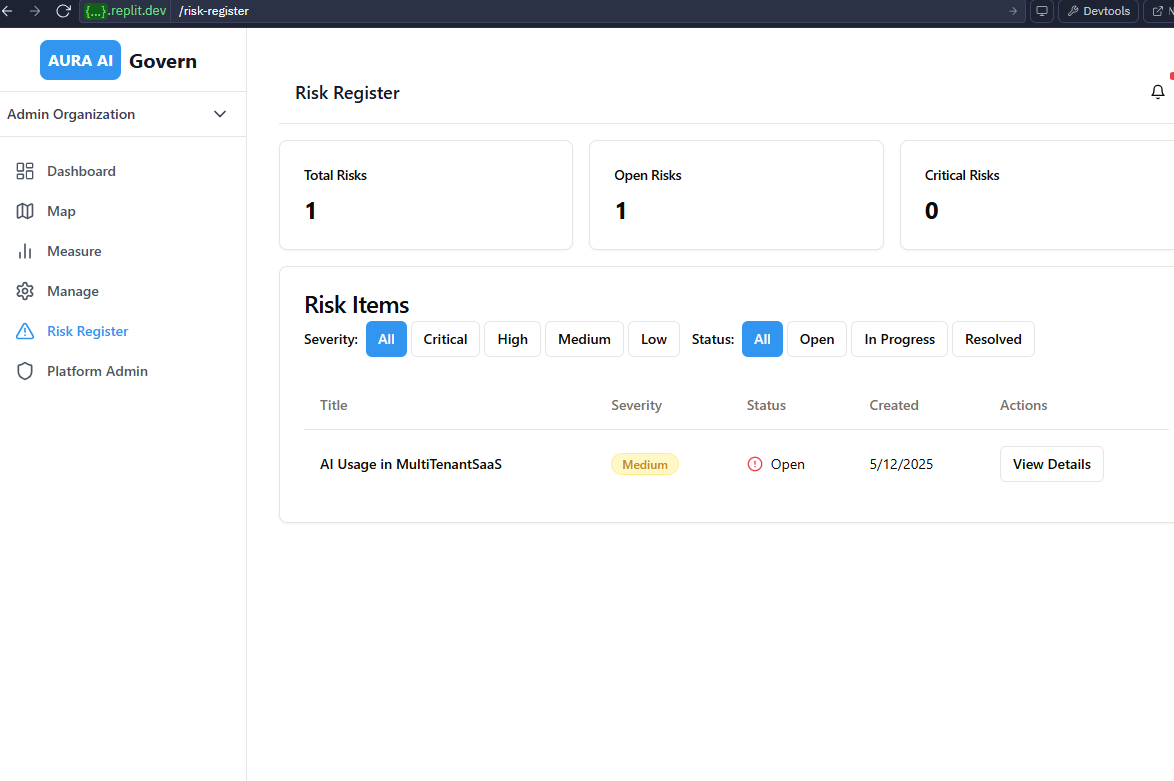 {...}.replit.dev /risk-register Devtools
AURA AI Govern
Admin Organization
Dashboard
Map
Measure
Manage
Risk Register
Platform Admin
Risk Register
Total Risks
1
Open Risks
1
Critical Risks
0
Risk Items
Severity: All Critical High Medium Low Status: All Open In Progress Resolved
Title Severity Status Created Actions
AI Usage in MultiTenantSaaS Medium Open 5/12/2025 View Details